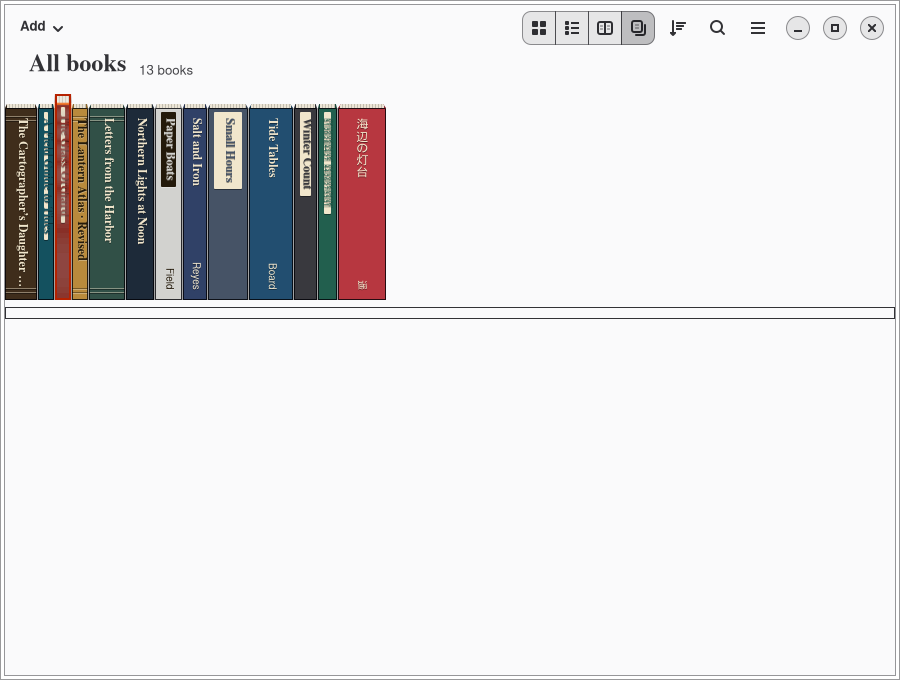 Add
All books 13 books
The Cartographer's Daughter …
The Lantern Atlas · Revised
Letters from the Harbor
Northern Lights at Noon
Paper Boats
Field
Salt and Iron
Reyes
Small Hours
Tide Tables
Board
Winter Count
海辺の灯台